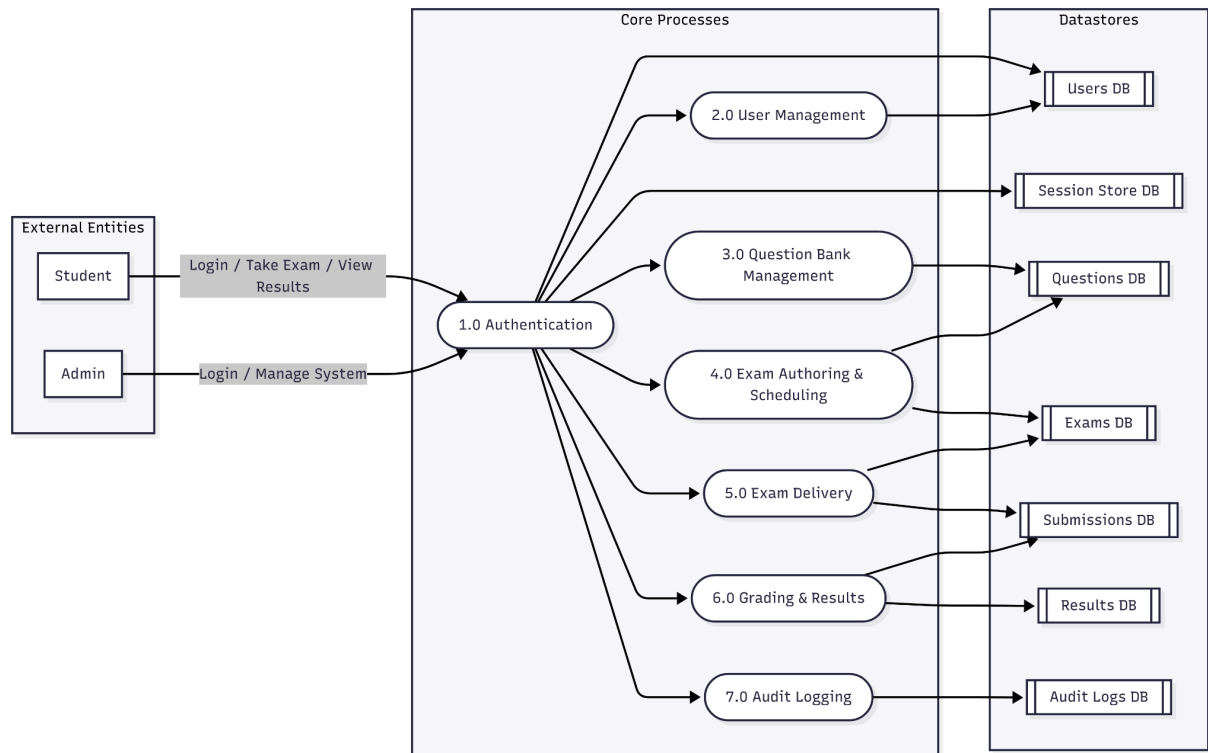 Core Processes
Datastores
Users DB
2.0 User Management
Session Store DB
External Entities
Student
Login / Take Exam / View
Results
3.0 Question Bank
Management
Questions DB
1.0 Authentication
Admin
Login / Manage System
4.0 Exam Authoring &
Scheduling
Exams DB
5.0 Exam Delivery
Submissions DB
6.0 Grading & Results
Results DB
7.0 Audit Logging
Audit Logs DB